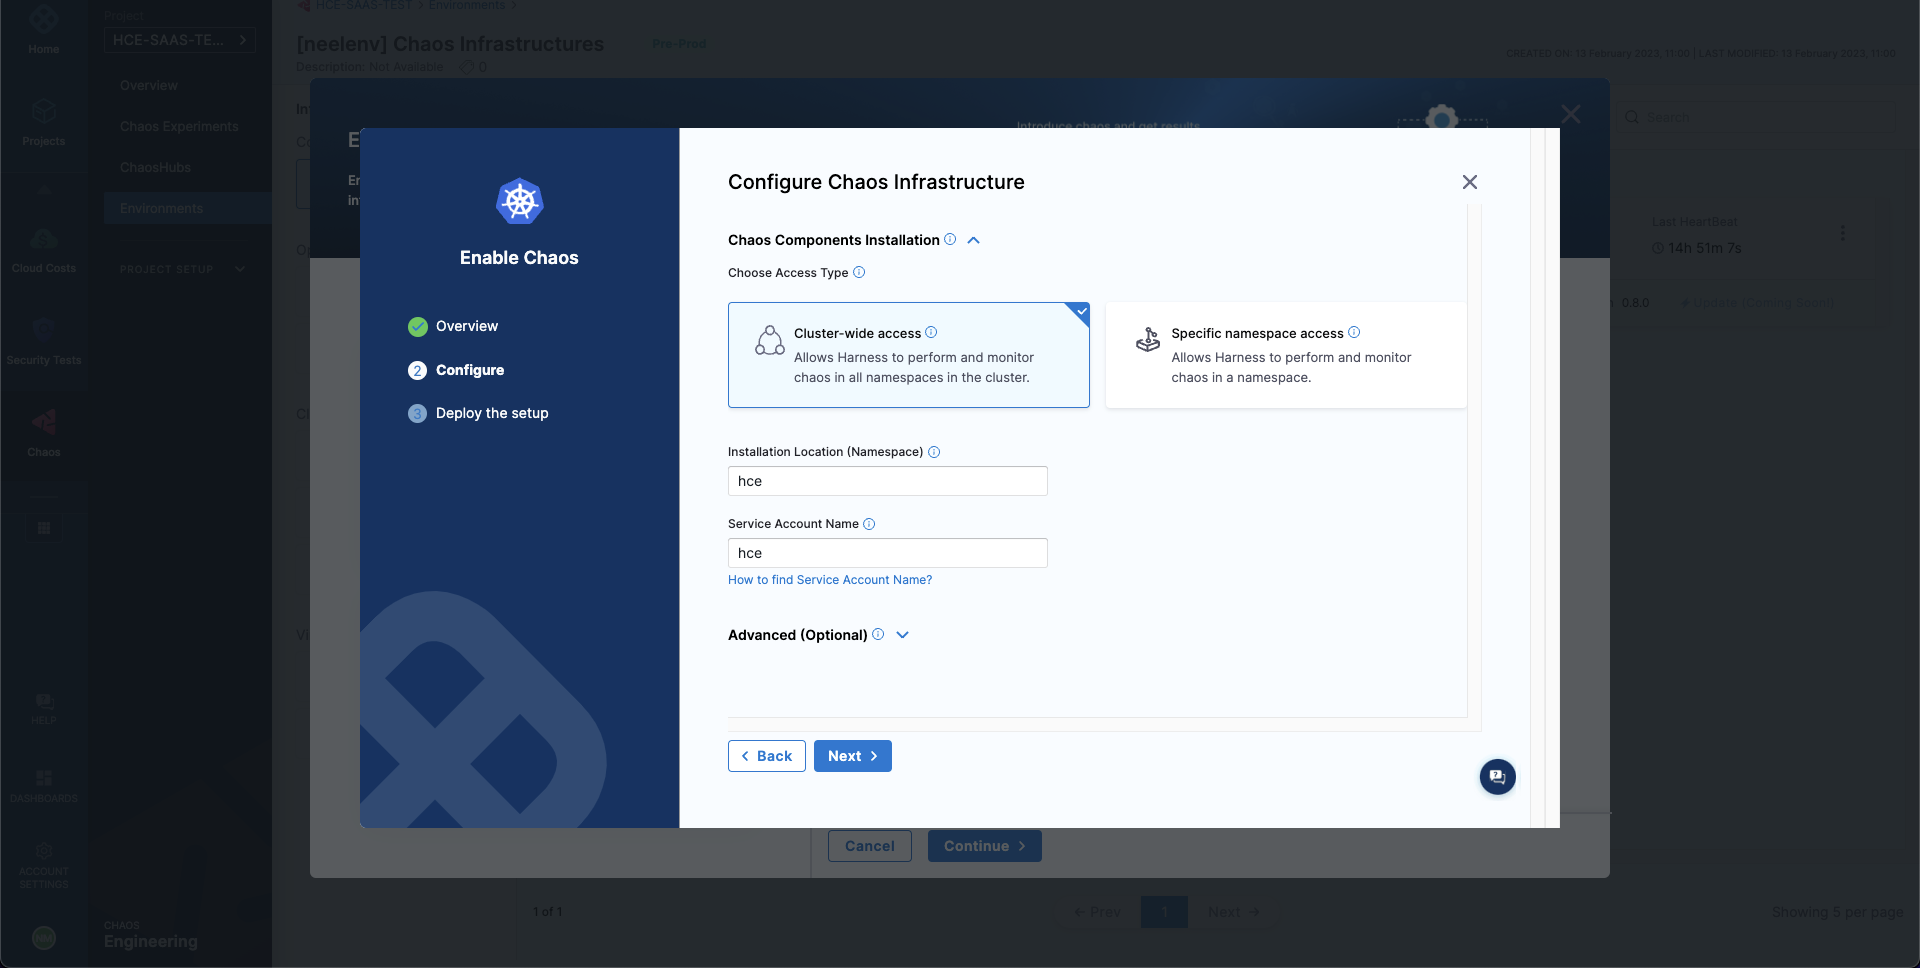 Home
Projects
Cloud Costs
Security Tests
Chaos
HELP
DASHBOARDS
ACCOUNT
SETTINGS
Project
HCE-SAAS-TE...
Overview
Chaos Experiments
ChaosHubs
Environments
PROJECT SETUP
CHAOS
Engineering
HCE-SAAS-TEST > Environments >
[neelenv] Chaos Infrastructures
Pre-Prod
Description: Not Available 0
CREATED ON: 13 February 2023, 11:00 | LAST MODIFIED: 13 February 2023, 11:00
Search
Last HeartBeat
14h 51m 7s
0.8.0
Update (Coming Soon)
Introduce chaos and get results
Enable Chaos
Overview
2 Configure
3 Deploy the setup
Configure Chaos Infrastructure
Chaos Components Installation
Choose Access Type
Cluster-wide access
Allows Harness to perform and monitor
chaos in all namespaces in the cluster.
Specific namespace access
Allows Harness to perform and monitor
chaos in a namespace.
Installation Location (Namespace)
hce
Service Account Name
hce
How to find Service Account Name?
Advanced (Optional)
Back
Next
Cancel
Continue
1 of 1
← Prev
1
Next →
Showing 5 per page